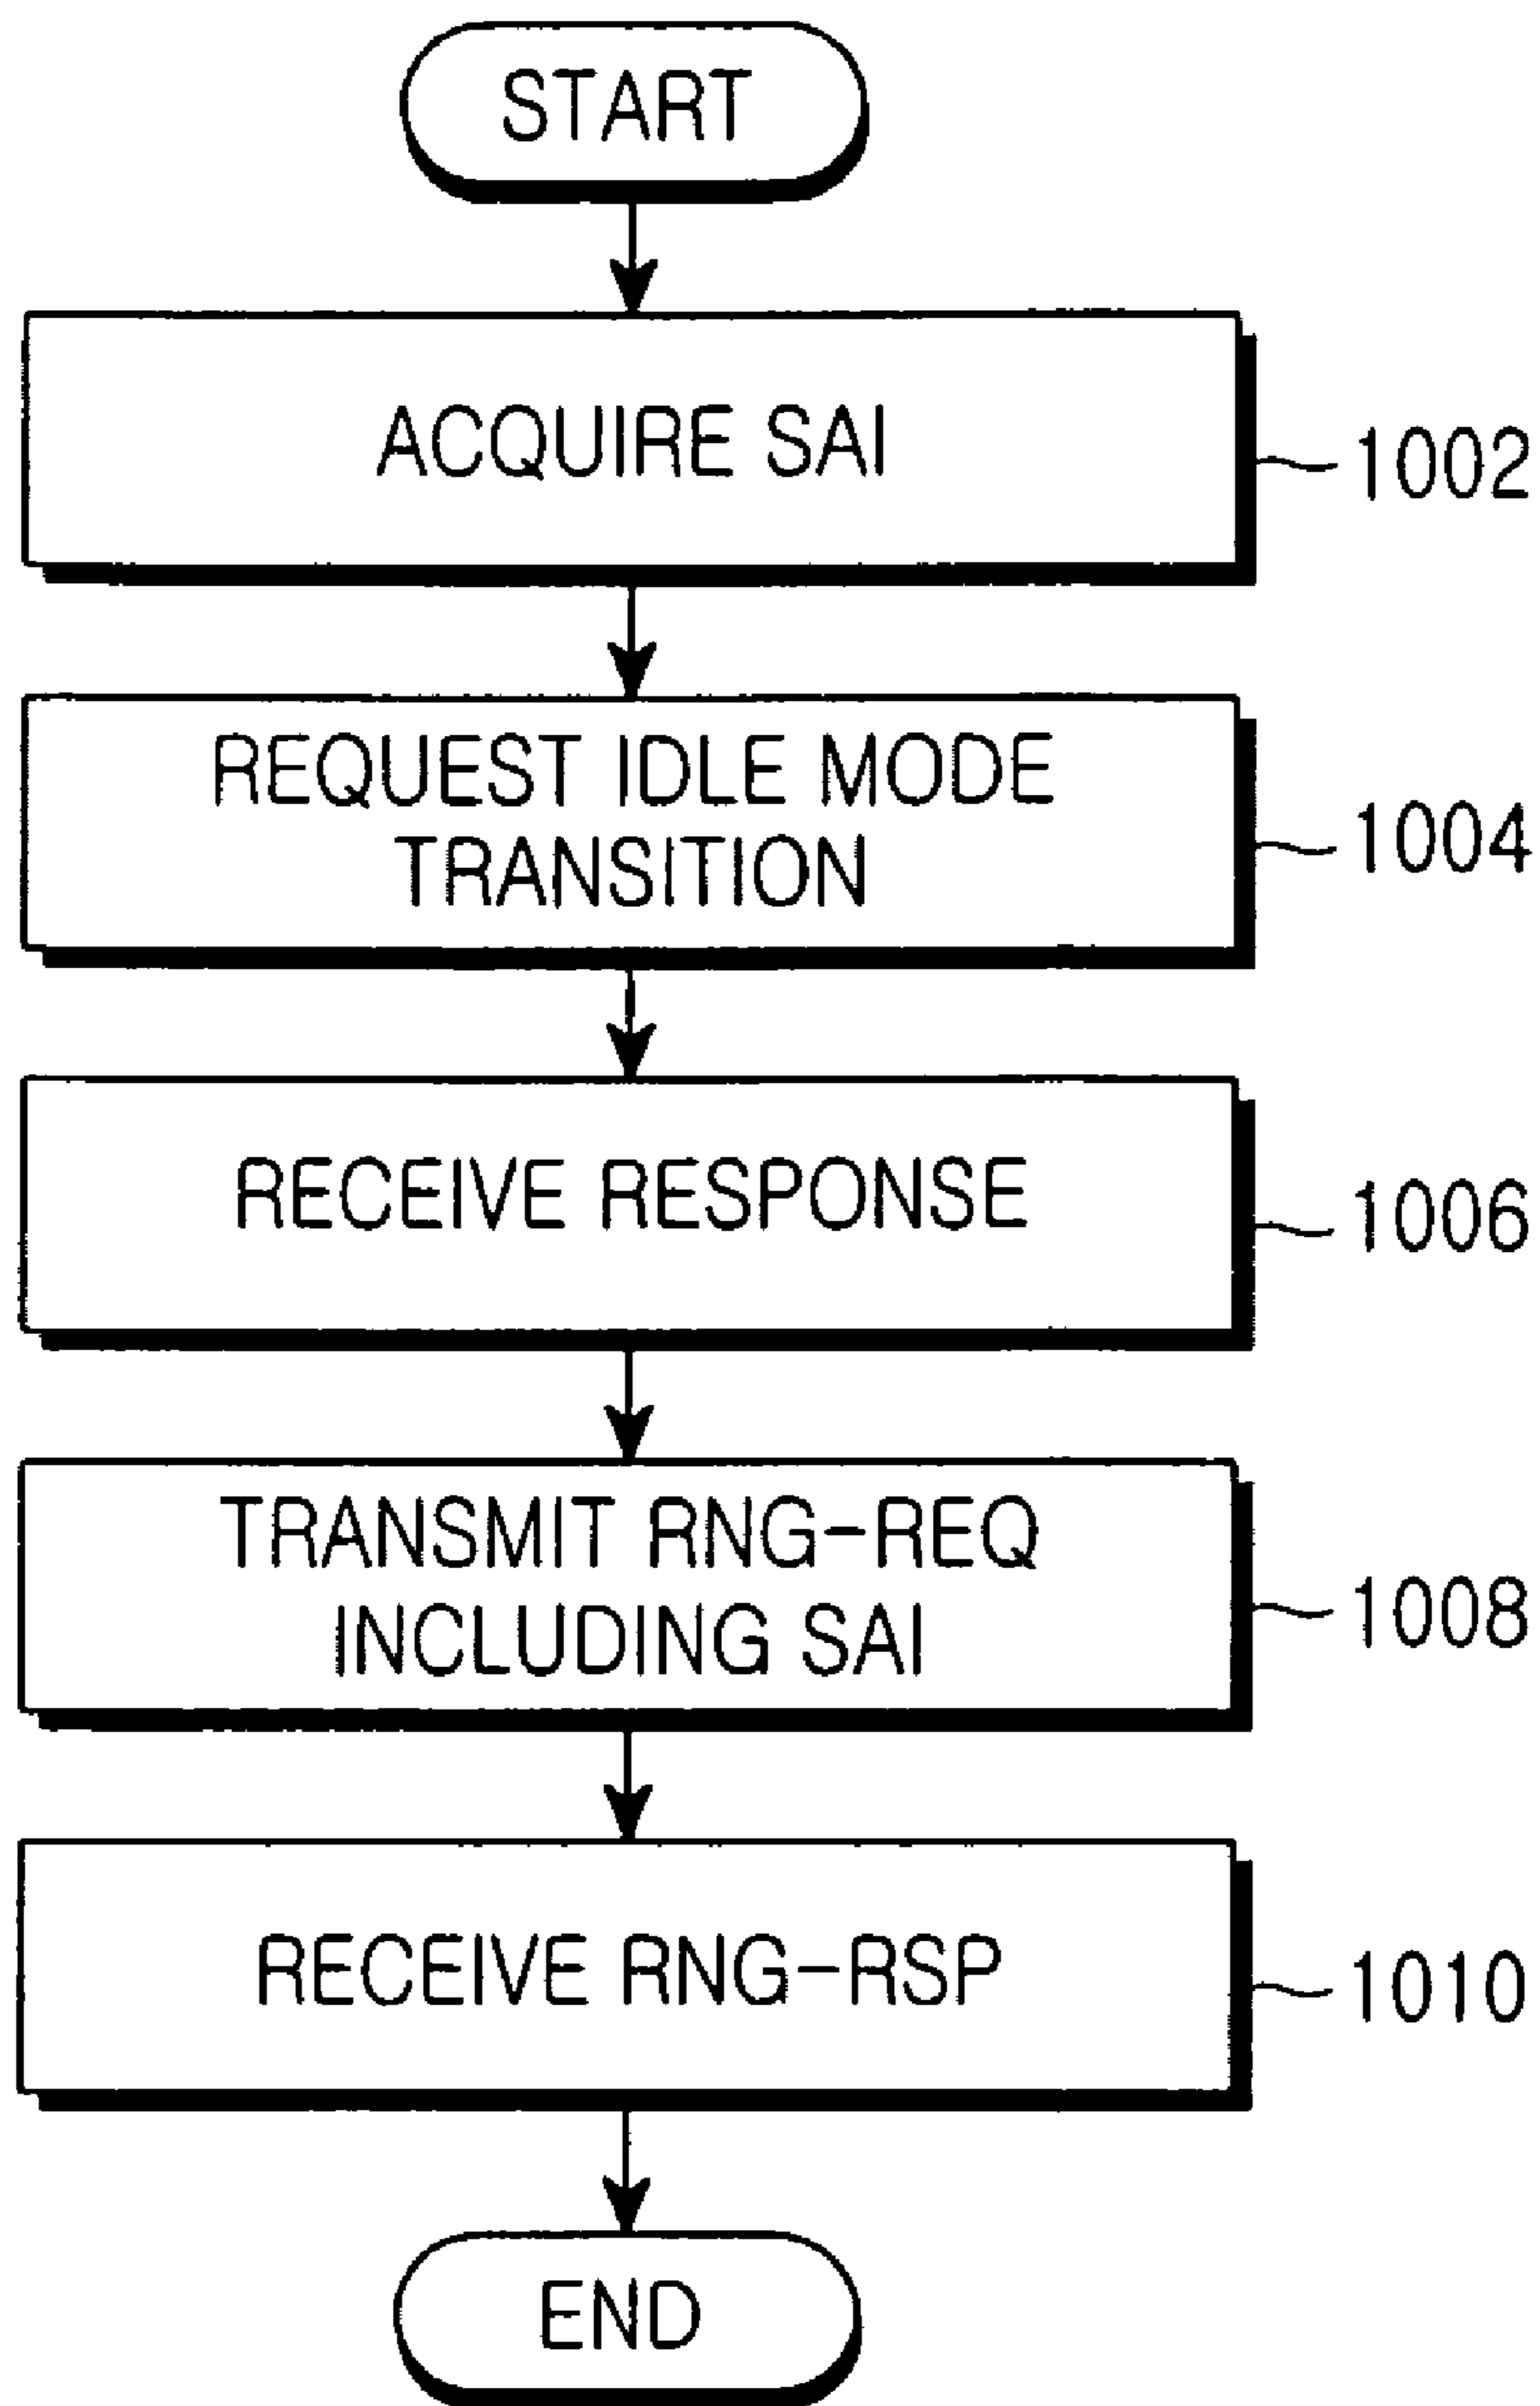 START
ACQUIRE SAI
1002
REQUEST IDLE MODE
TRANSITION
1004
RECEIVE RESPONSE
1006
TRANSMIT RNG-REQ
INCLUDING SAI
1008
RECEIVE RNG-RSP
1010
END